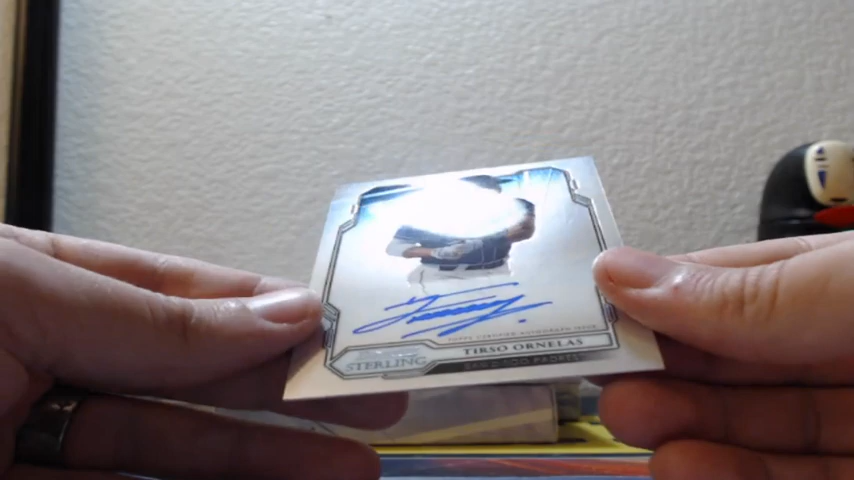 TOPPS CERTIFIED AUTOGRAPH ISSUE
TIRSO ORNELAS
STERLING
SAN DIEGO PADRES